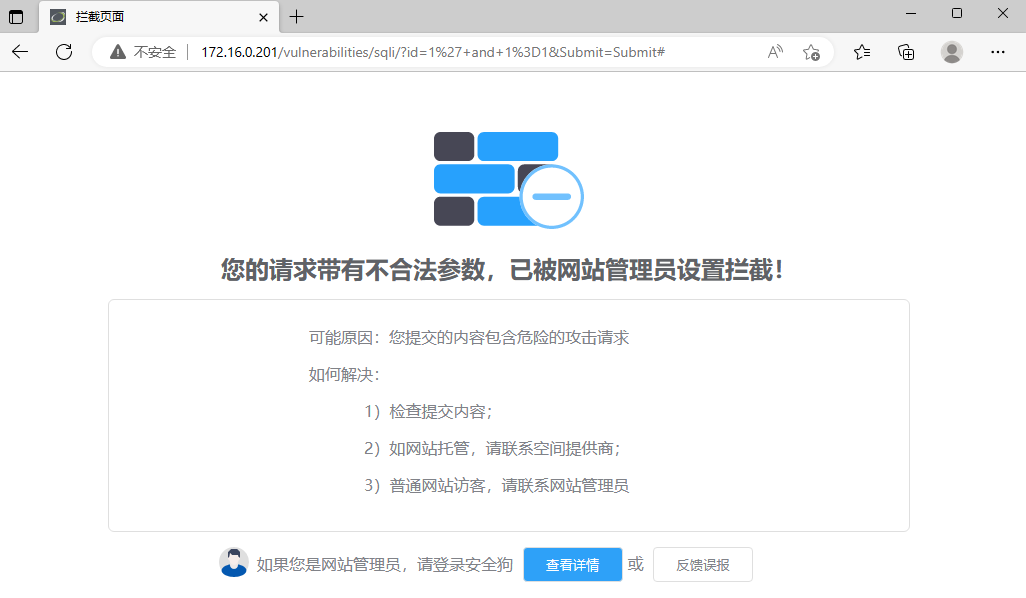 拦截页面
不安全 172.16.0.201/vulnerabilities/sqli/?id=1%27+and+1%3D1&Submit=Submit#
您的请求带有不合法参数，已被网站管理员设置拦截！
可能原因：您提交的内容包含危险的攻击请求
如何解决：
1）检查提交内容；
2）如网站托管，请联系空间提供商；
3）普通网站访客，请联系网站管理员
如果您是网站管理员，请登录安全狗 查看详情 或 反馈误报